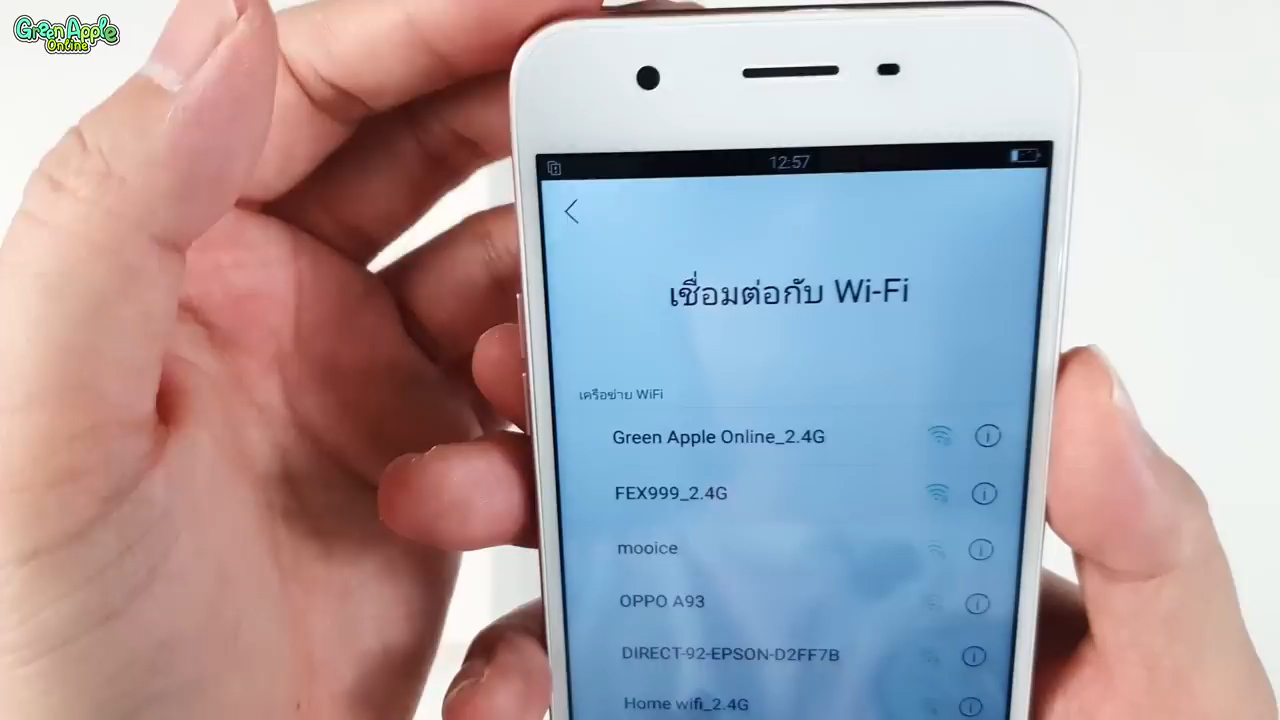 Green Apple
Online
12:57
เชื่อมต่อกับ Wi-Fi
เครือข่าย WiFi
Green Apple Online_2.4G
FEX999_2.4G
mooice
OPPO A93
DIRECT-92-EPSON-D2FF7B
Home wifi_2.4G